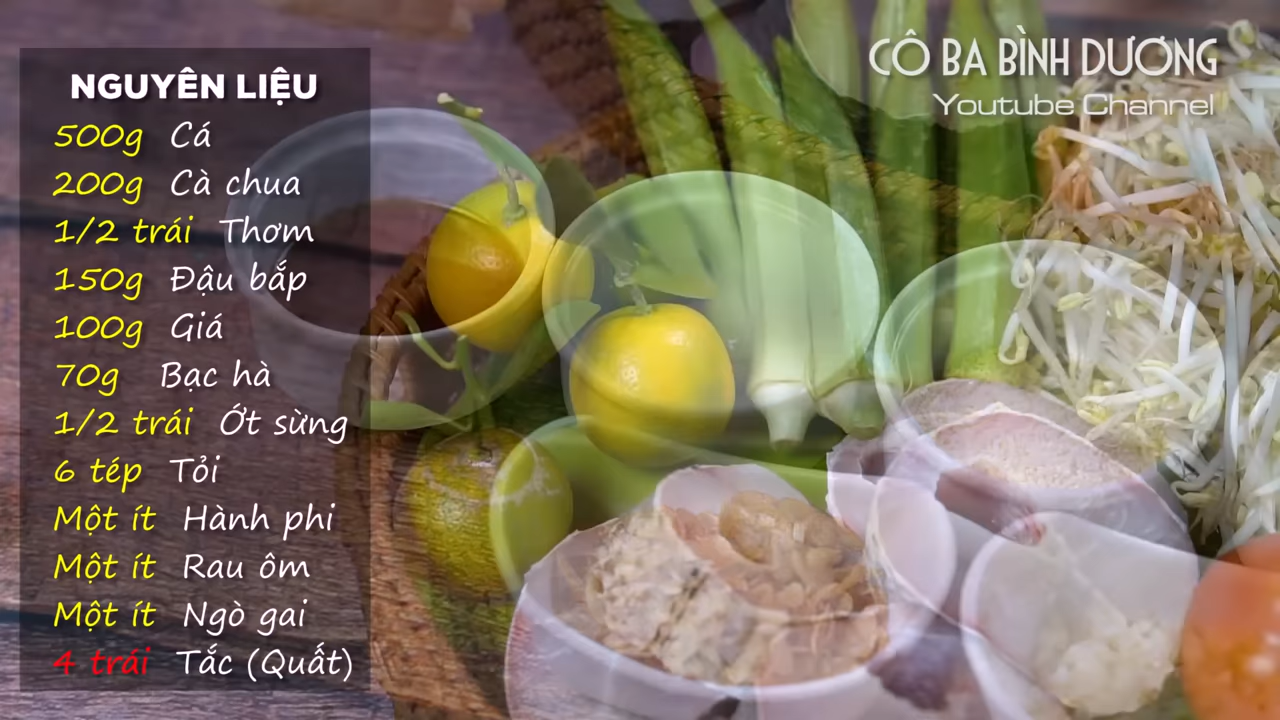 NGUYÊN LIỆU
500g Cá
200g Cà chua
1/2 trái Thơm
150g Đậu bắp
100g Giá
70g Bạc hà
1/2 trái Ớt sừng
6 tép Tỏi
Một ít Hành phi
Một ít Rau ôm
Một ít Ngò gai
4 trái Tắc (Quất)
CÔ BA BÌNH DƯƠNG
Youtube Channel